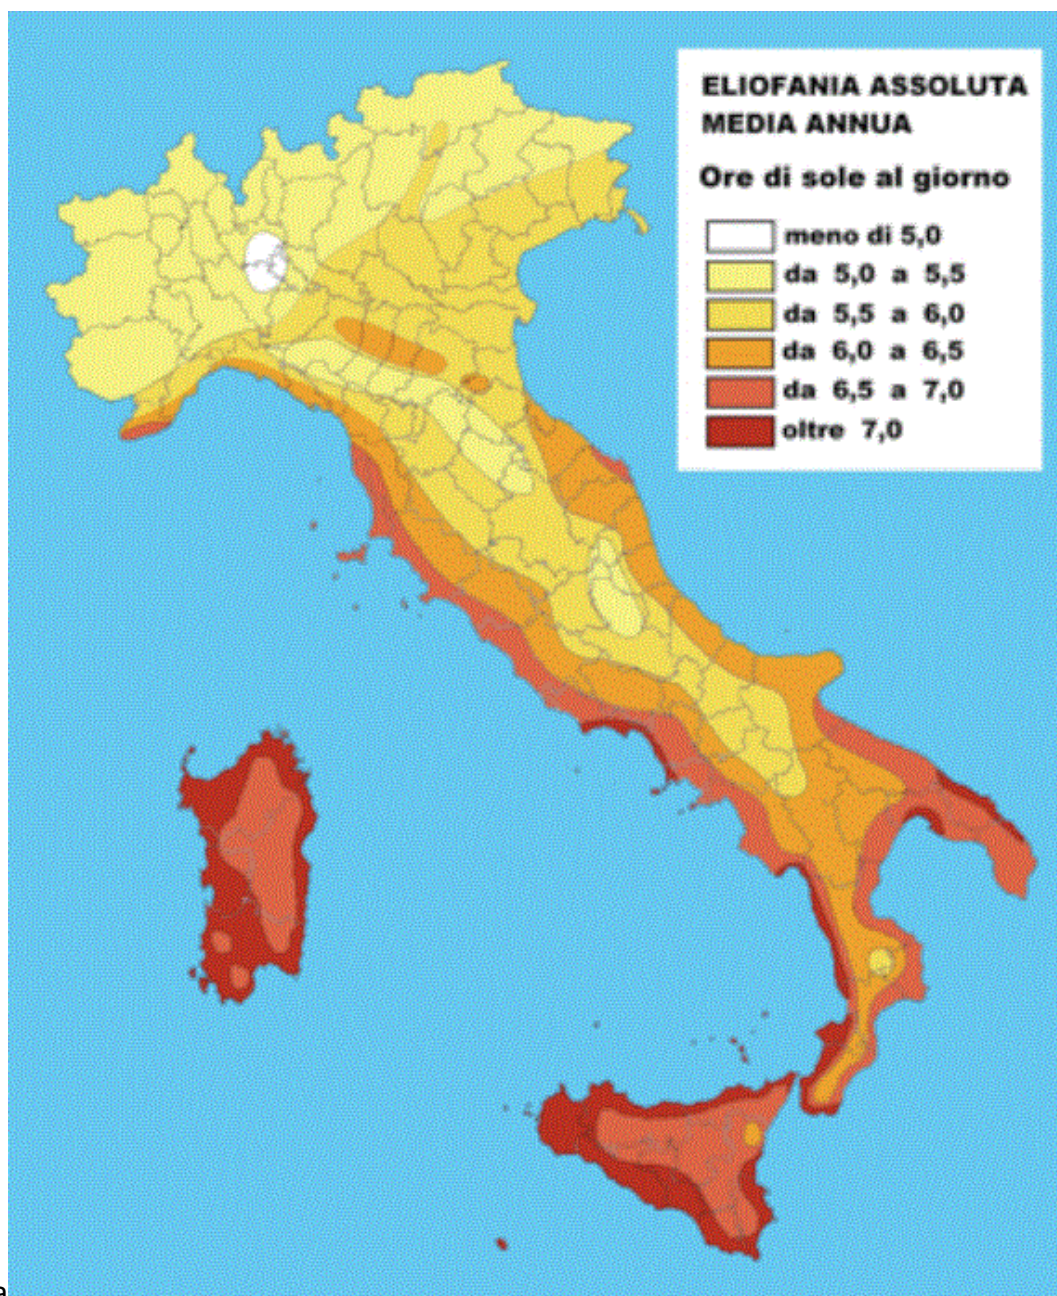 ELIOFANIA ASSOLUTA
MEDIA ANNUA
Ore di sole al giorno
meno di 5,0
da 5,0 a 5,5
da 5,5 a 6,0
da 6,0 a 6,5
da 6,5 a 7,0
oltre 7,0
a